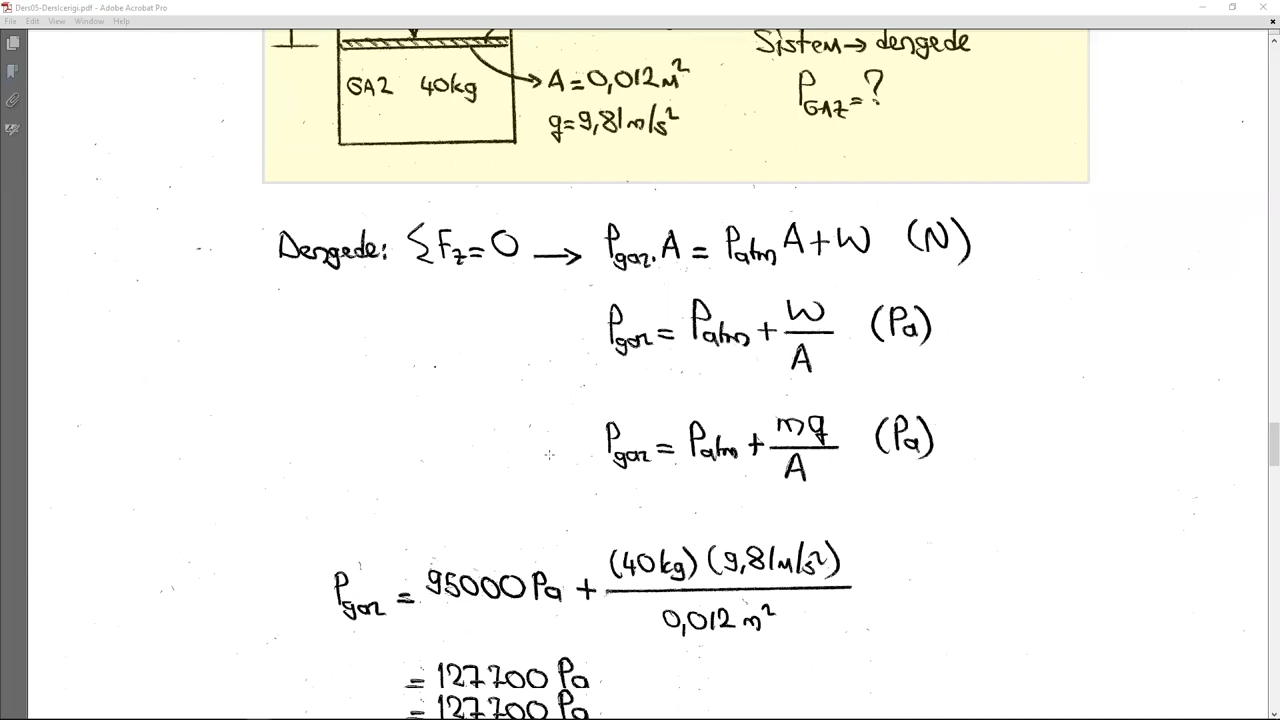 Ders05-DersIcerigi.pdf - Adobe Acrobat Pro
File Edit View Window Help
Sistem → dengede
GAZ 40kg
A = 0,012 m²
g = 9,81 m/s²
P_GAZ = ?
Dengede: ΣF_z = 0 → P_gaz . A = P_atm A + W (N)
P_gaz = P_atm + W/A (Pa)
P_gaz = P_atm + mg/A (Pa)
P_gaz = 95000 Pa + (40 kg) (9,81 m/s²) / 0,012 m²
= 127700 Pa
= 127700 Pa